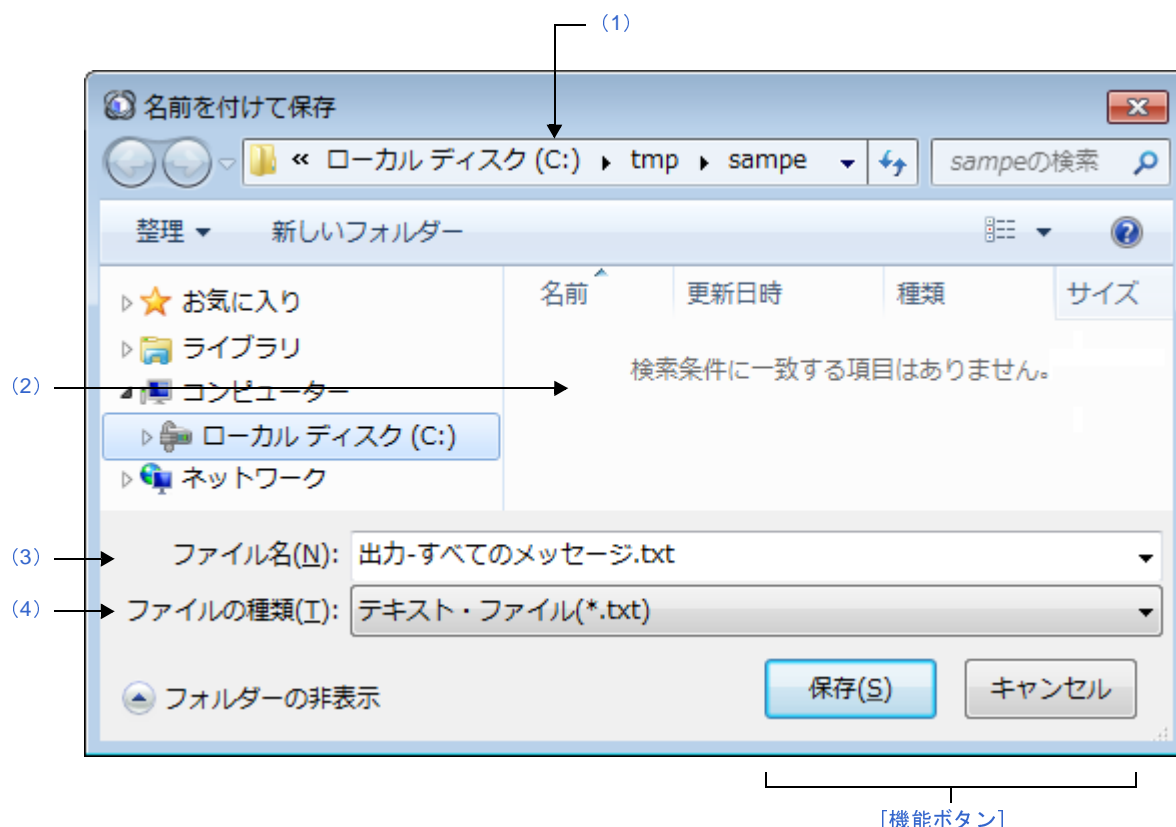 (1)
名前を付けて保存
« ローカル ディスク (C:) tmp sampe sampeの検索
整理 新しいフォルダー
お気に入り
ライブラリ
コンピューター
ローカル ディスク (C:)
ネットワーク
名前 更新日時 種類 サイズ
検索条件に一致する項目はありません。
(2)
(3)
ファイル名(N): 出力-すべてのメッセージ.txt
(4)
ファイルの種類(T): テキスト・ファイル(*.txt)
フォルダーの非表示 保存(S) キャンセル
[機能ボタン]